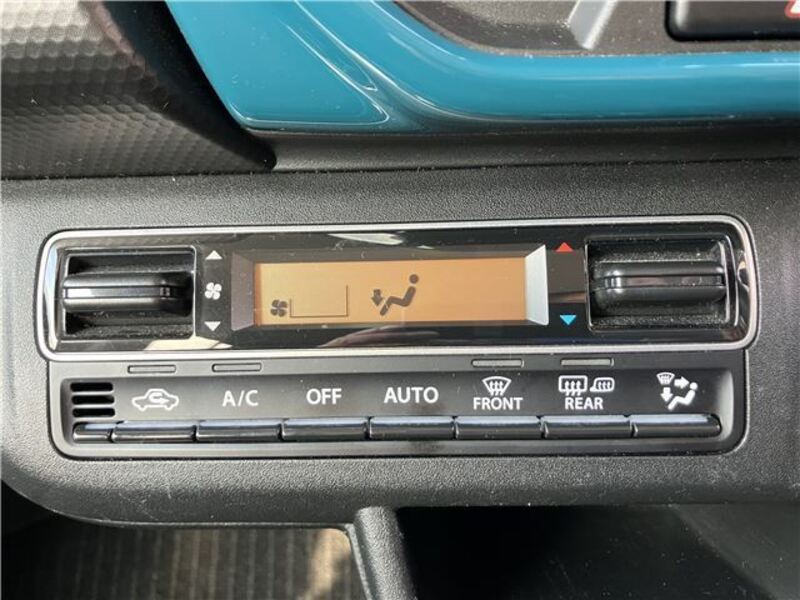 A/C OFF AUTO FRONT REAR